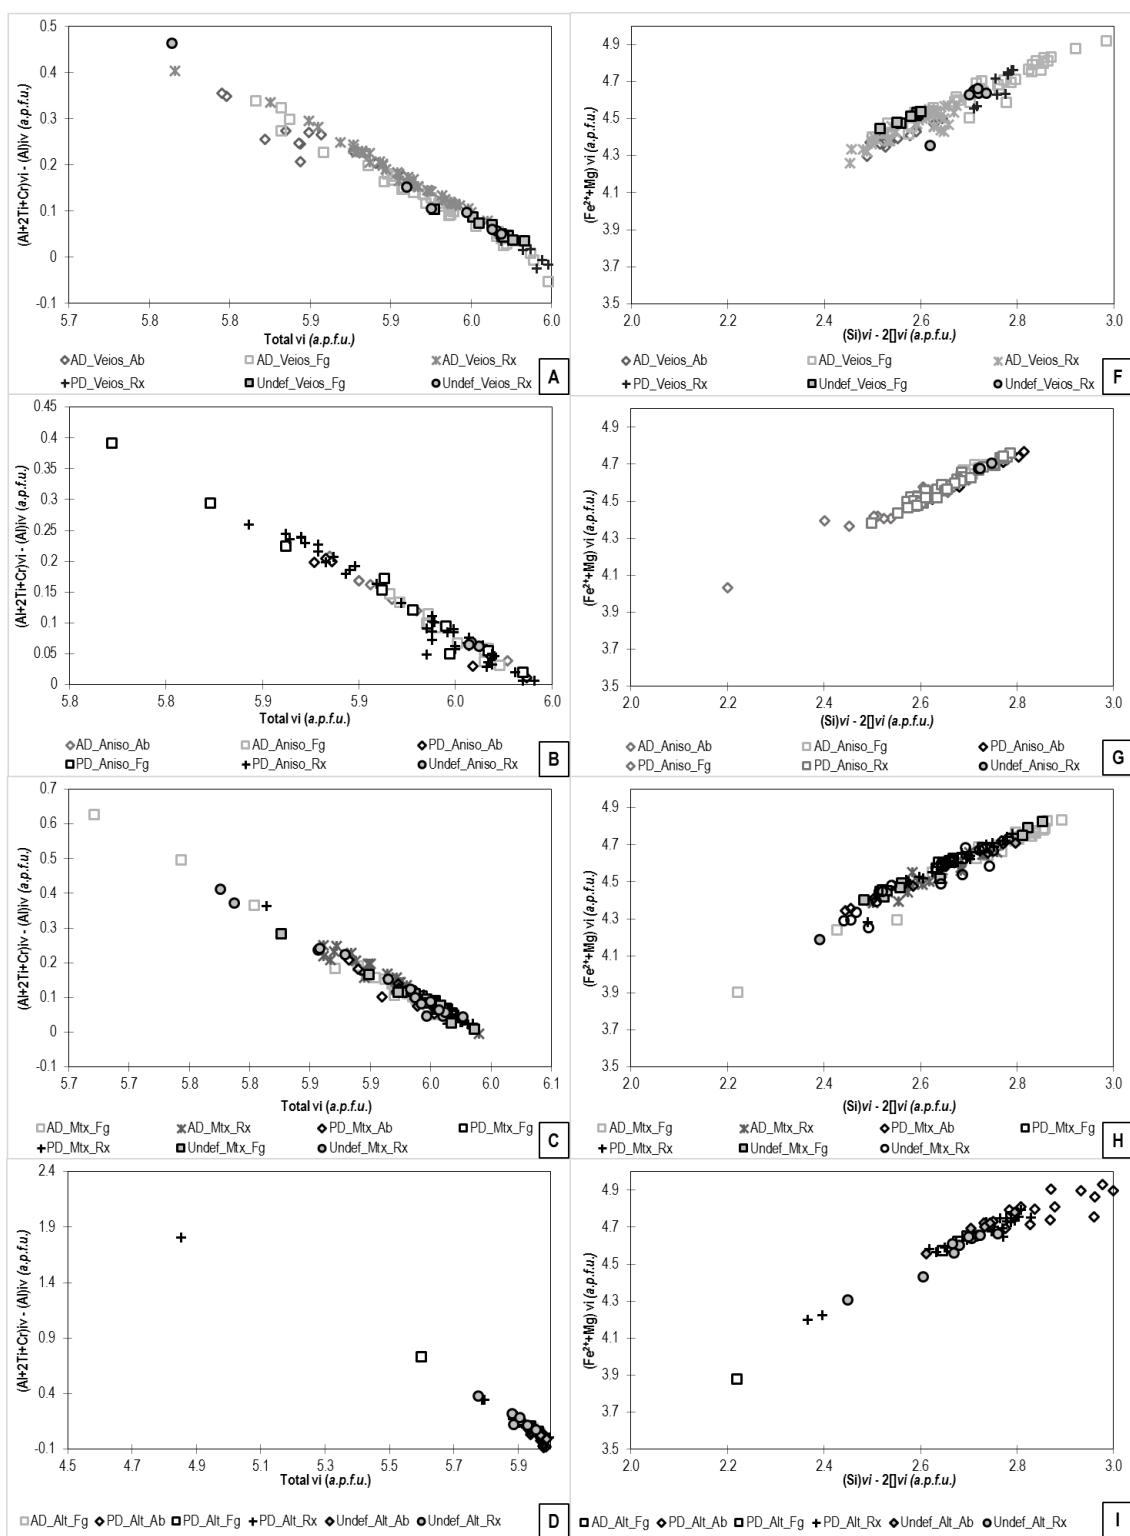 (Al+2Ti+Cr)vi - (Al)iv (a.p.f.u.)
0.5
0.4
0.3
0.2
0.1
0
-0.1
5.7
5.8
5.8
5.9
5.9
6.0
6.0
Total vi (a.p.f.u.)
AD_Veios_Ab
AD_Veios_Fg
AD_Veios_Rx
PD_Veios_Rx
Undef_Veios_Fg
Undef_Veios_Rx
A
(Fe²⁺+Mg) vi (a.p.f.u.)
4.9
4.7
4.5
4.3
4.1
3.9
3.7
3.5
2.0
2.2
2.4
2.6
2.8
3.0
(Si)vi - 2[]vi (a.p.f.u.)
AD_Veios_Ab
AD_Veios_Fg
AD_Veios_Rx
PD_Veios_Rx
Undef_Veios_Fg
Undef_Veios_Rx
F
(Al+2Ti+Cr)vi - (Al)iv (a.p.f.u.)
0.45
0.4
0.35
0.3
0.25
0.2
0.15
0.1
0.05
0
5.8
5.8
5.9
5.9
6.0
6.0
Total vi (a.p.f.u.)
AD_Aniso_Ab
AD_Aniso_Fg
PD_Aniso_Ab
PD_Aniso_Fg
PD_Aniso_Rx
Undef_Aniso_Rx
B
(Fe²⁺+Mg) vi (a.p.f.u.)
4.9
4.7
4.5
4.3
4.1
3.9
3.7
3.5
2.0
2.2
2.4
2.6
2.8
3.0
(Si)vi - 2[]vi (a.p.f.u.)
AD_Aniso_Ab
AD_Aniso_Fg
PD_Aniso_Ab
PD_Aniso_Fg
PD_Aniso_Rx
Undef_Aniso_Rx
G
(Al+2Ti+Cr)iv - (Al)iv (a.p.f.u.)
0.7
0.6
0.5
0.4
0.3
0.2
0.1
0
-0.1
5.7
5.7
5.8
5.8
5.9
5.9
6.0
6.0
6.1
Total vi (a.p.f.u.)
AD_Mtx_Fg
AD_Mtx_Rx
PD_Mtx_Ab
PD_Mtx_Fg
PD_Mtx_Rx
Undef_Mtx_Fg
Undef_Mtx_Rx
C
(Fe²⁺+Mg) vi (a.p.f.u.)
4.9
4.7
4.5
4.3
4.1
3.9
3.7
3.5
2.0
2.2
2.4
2.6
2.8
3.0
(Si)vi - 2[]vi (a.p.f.u.)
AD_Mtx_Fg
AD_Mtx_Rx
PD_Mtx_Ab
PD_Mtx_Fg
PD_Mtx_Rx
Undef_Mtx_Fg
Undef_Mtx_Rx
H
(Al+2Ti+Cr)iv - (Al)iv (a.p.f.u.)
2.4
1.9
1.4
0.9
0.4
-0.1
4.5
4.7
4.9
5.1
5.3
5.5
5.7
5.9
Total vi (a.p.f.u.)
AD_Alt_Fg
PD_Alt_Ab
PD_Alt_Fg
PD_Alt_Rx
Undef_Alt_Ab
Undef_Alt_Rx
D
(Fe²⁺+Mg) vi (a.p.f.u.)
4.9
4.7
4.5
4.3
4.1
3.9
3.7
3.5
2.0
2.2
2.4
2.6
2.8
3.0
(Si)vi - 2[]vi (a.p.f.u.)
AD_Alt_Fg
PD_Alt_Ab
PD_Alt_Fg
PD_Alt_Rx
Undef_Alt_Ab
Undef_Alt_Rx
I